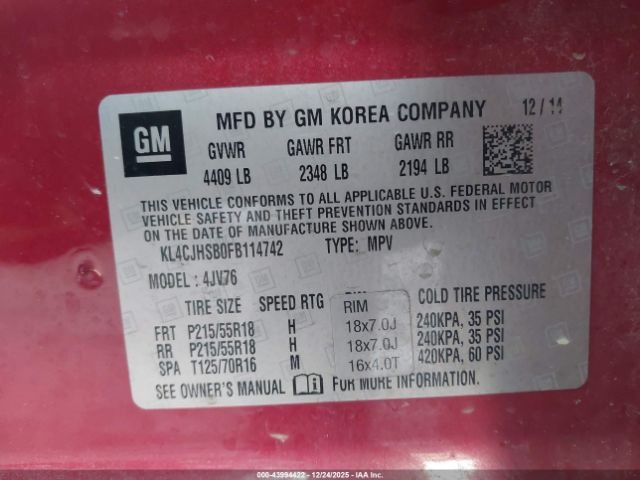 GM
MFD BY GM KOREA COMPANY 12/14
GVWR GAWR FRT GAWR RR
4409 LB 2348 LB 2194 LB
THIS VEHICLE CONFORMS TO ALL APPLICABLE U.S. FEDERAL MOTOR
VEHICLE SAFETY AND THEFT PREVENTION STANDARDS IN EFFECT
ON THE DATE OF MANUFACTURE SHOWN ABOVE.
KL4CJHSB0FB114742 TYPE: MPV
MODEL: 4JV76
TIRE SIZE SPEED RTG RIM COLD TIRE PRESSURE
FRT P215/55R18 H 18x7.0J 240KPA, 35 PSI
RR P215/55R18 H 18x7.0J 240KPA, 35 PSI
SPA T125/70R16 M 16x4.0T 420KPA, 60 PSI
SEE OWNER'S MANUAL FOR MORE INFORMATION.
000-43994422 - 12/24/2025 - IAAI.CA